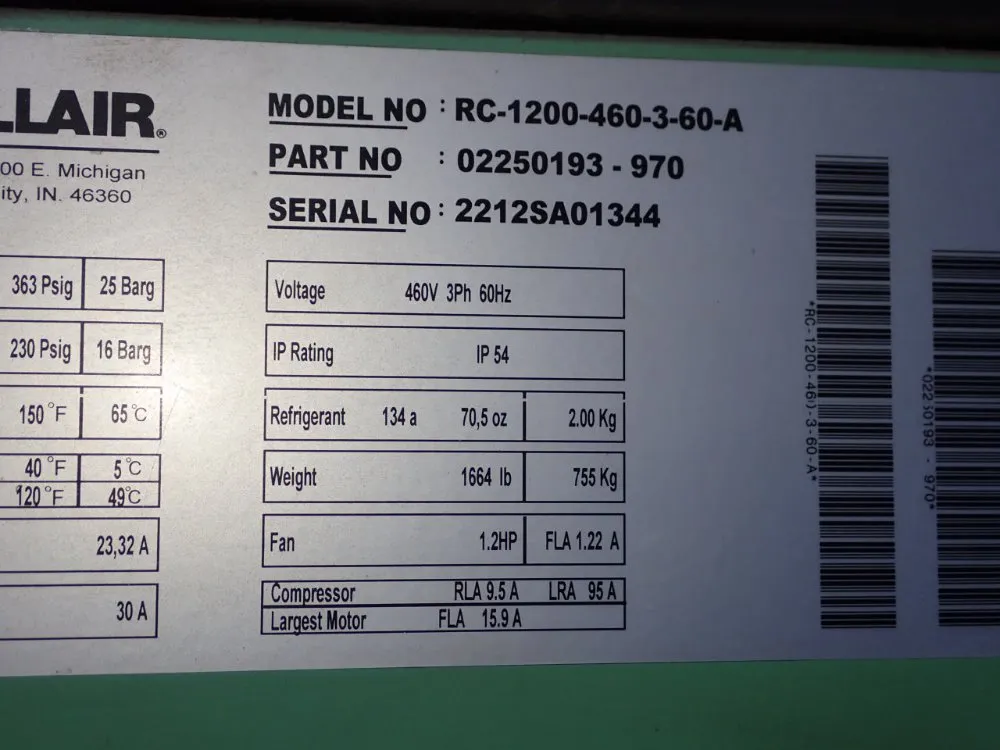 LLAIR®
00 E. Michigan
ity, IN. 46360
MODEL NO : RC-1200-460-3-60-A
PART NO : 02250193 - 970
SERIAL NO : 2212SA01344
363 Psig 25 Barg
230 Psig 16 Barg
150 °F 65 °C
40 °F 5 °C
120 °F 49°C
23,32 A
30 A
Voltage 460V 3Ph 60Hz
IP Rating IP 54
Refrigerant 134 a 70,5 oz 2.00 Kg
Weight 1664 lb 755 Kg
Fan 1.2HP FLA 1.22 A
Compressor RLA 9.5 A LRA 95 A
Largest Motor FLA 15.9 A
*RC-1200-460-3-60-A*
*02250193 - 970*